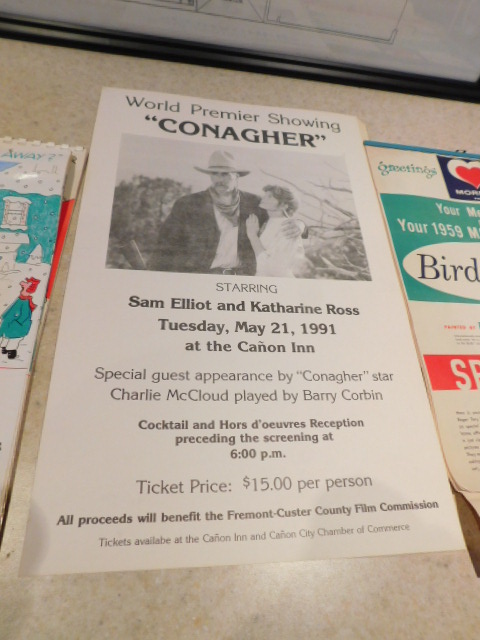 World Premier Showing
"CONAGHER"
STARRING
Sam Elliot and Katharine Ross
Tuesday, May 21, 1991
at the Cañon Inn
Special guest appearance by "Conagher" star
Charlie McCloud played by Barry Corbin
Cocktail and Hors d'oeuvres Reception
preceding the screening at
6:00 p.m.
Ticket Price: $15.00 per person
All proceeds will benefit the Fremont-Custer County Film Commission
Tickets availabe at the Cañon Inn and Cañon City Chamber of Commerce
AWAY?
greetings
Your
Your 1959
Bird
PAINTED BY